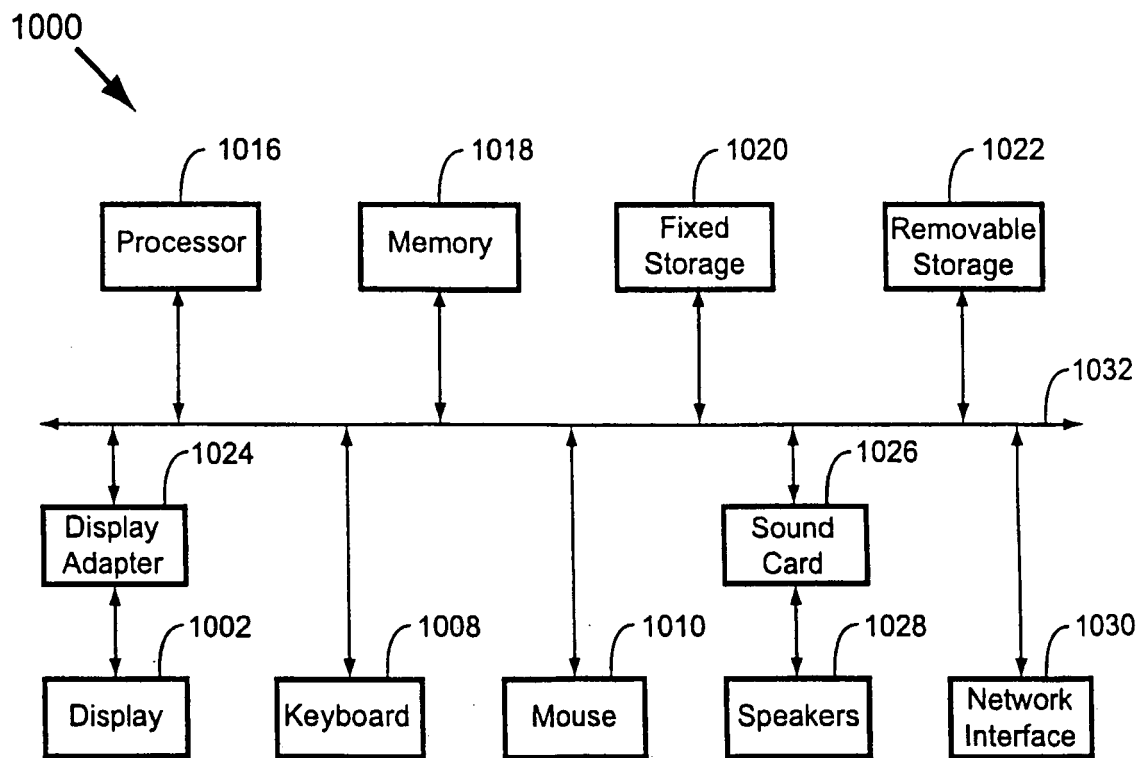 1000
1016
1018
1020
1022
Processor
Memory
Fixed
Storage
Removable
Storage
1032
1024
1026
Display
Adapter
Sound
Card
1002
1008
1010
1028
1030
Display
Keyboard
Mouse
Speakers
Network
Interface